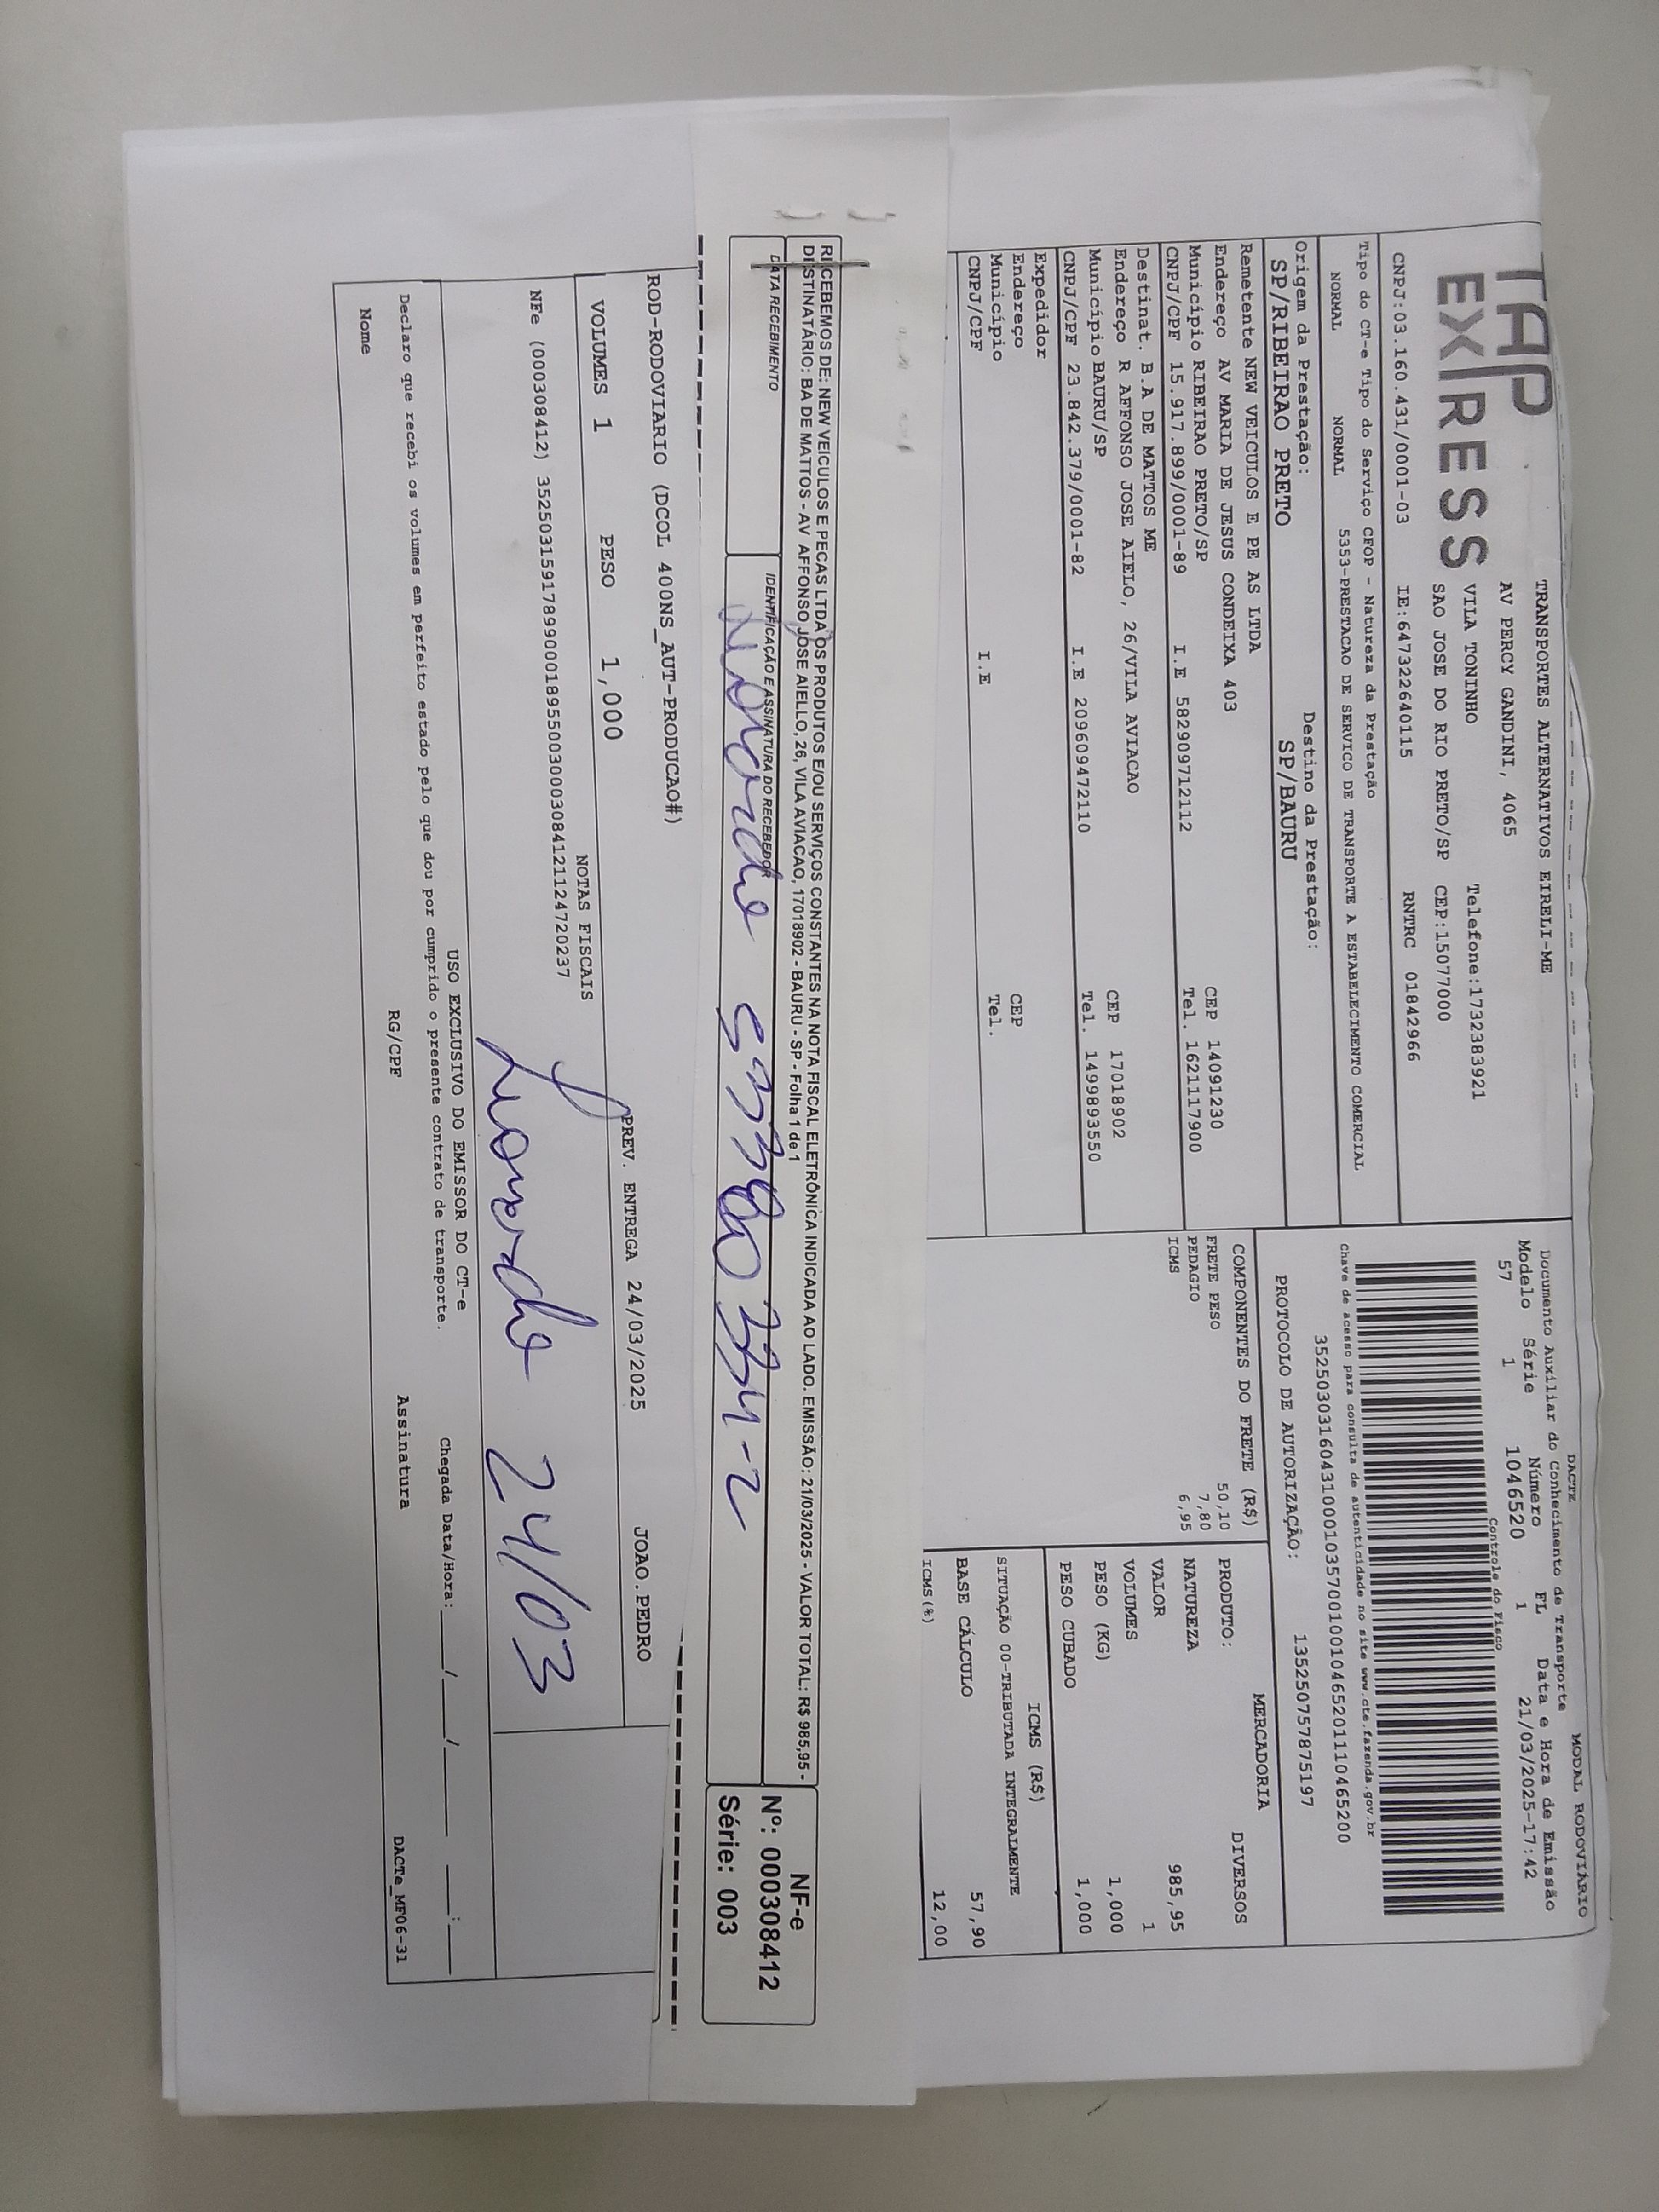 TAP
EXPRESS
TRANSPORTES ALTERNATIVOS EIRELI-ME
AV PERCY GANDINI, 4065
VILA TONINHO Telefone:1732383921
SAO JOSE DO RIO PRETO/SP CEP:15077000
CNPJ:03.160.431/0001-03 IE:647322640115 RNTRC 01842966
Tipo do CT-e Tipo do Serviço CFOP - Natureza da Prestação
NORMAL NORMAL 5353-PRESTACAO DE SERVICO DE TRANSPORTE A ESTABELECIMENTO COMERCIAL
Origem da Prestação: Destino da Prestação:
SP/RIBEIRAO PRETO SP/BAURU
Remetente NEW VEICULOS E PE AS LTDA
Endereço AV MARIA DE JESUS CONDEIXA 403 CEP 14091230
Município RIBEIRAO PRETO/SP Tel. 1621117900
CNPJ/CPF 15.917.899/0001-89 I.E 582909712112
Destinat. B.A DE MATTOS ME
Endereço R AFFONSO JOSE AIELO, 26/VILA AVIACAO CEP 17018902
Município BAURU/SP Tel. 14998935​50
CNPJ/CPF 23.842.379/0001-82 I.E 209609472110
Expedidor
Endereço CEP
Município Tel.
CNPJ/CPF I.E
DACTE MODAL RODOVIÁRIO
Documento Auxiliar do Conhecimento de Transporte
Modelo Série Número FL Data e Hora de Emissão
57 1 1046520 1 21/03/2025-17:42
Controle do Fisco
Chave de acesso para consulta de autenticidade no site www.cte.fazenda.gov.br
35250303160431000103570010010465201110465200
PROTOCOLO DE AUTORIZAÇÃO: 135250757875197
COMPONENTES DO FRETE (R$)
FRETE PESO 50,10
PEDAGIO 7,80
ICMS 6,95
MERCADORIA
PRODUTO: DIVERSOS
NATUREZA
VALOR 985,95
VOLUMES 1
PESO (KG) 1,000
PESO CUBADO 1,000
ICMS (R$)
SITUAÇÃO 00-TRIBUTADA INTEGRALMENTE
BASE CÁLCULO 57,90
ICMS(%) 12,00
RECEBEMOS DE: NEW VEICULOS E PECAS LTDA OS PRODUTOS E/OU SERVIÇOS CONSTANTES NA NOTA FISCAL ELETRÔNICA INDICADA AO LADO. EMISSÃO: 21/03/2025 - VALOR TOTAL: R$ 985,95 -
DESTINATÁRIO: BA DE MATTOS - AV AFFONSO JOSE AIELLO, 26, VILA AVIACAO, 17018902 - BAURU - SP - Folha 1 de 1
DATA RECEBIMENTO IDENTIFICAÇÃO E ASSINATURA DO RECEBEDOR
NF-e
Nº: 000308412
Série: 003
ROD-RODOVIARIO (DCOL 400NS_AUT-PRODUCAO#)
VOLUMES 1 PESO 1,000 PREV. ENTREGA 24/03/2025 JOAO.PEDRO
NOTAS FISCAIS
NFe (000308412) 35250315917899000189550030003084121124720237
Leonardo 24/03
USO EXCLUSIVO DO EMISSOR DO CT-e
Declaro que recebi os volumes em perfeito estado pelo que dou por cumprido o presente contrato de transporte. Chegada Data/Hora:___/___/___ ___:___
Nome RG/CPF Assinatura DACTe_MF06-31